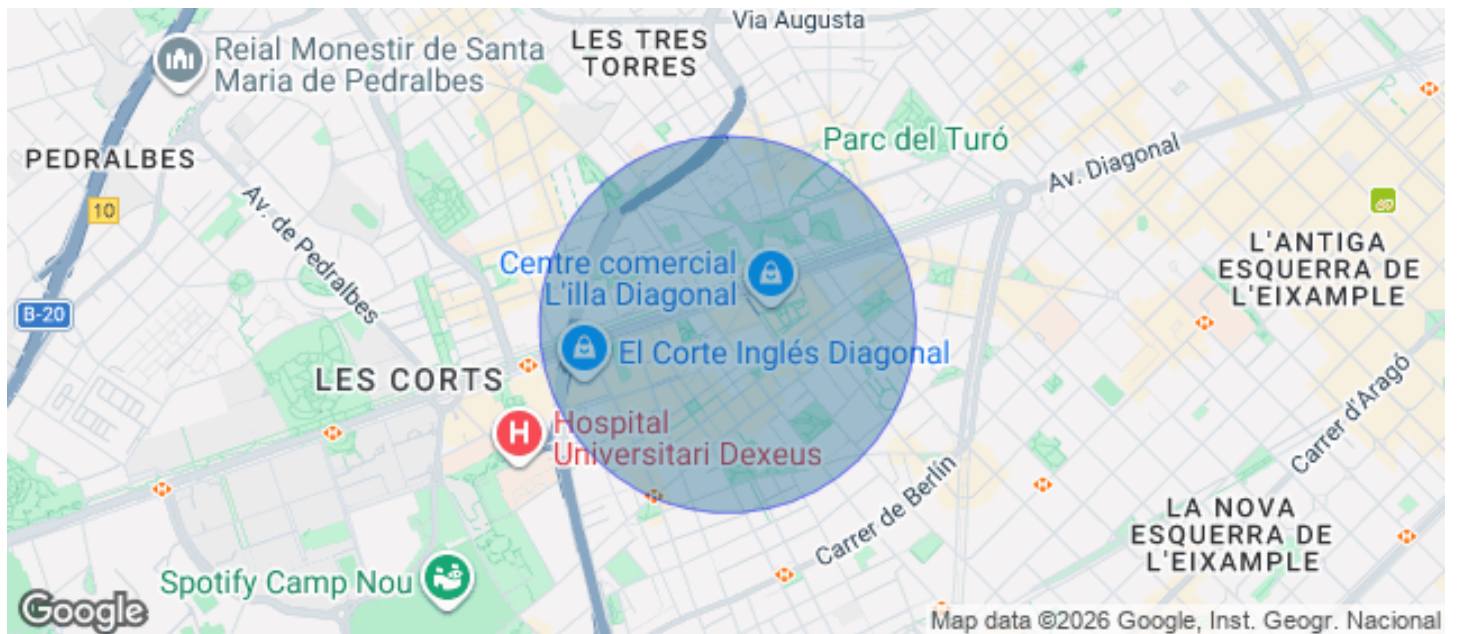 Via Augusta
LES TRES
TORRES
Reial Monestir de Santa
Maria de Pedralbes
Parc del Turó
PEDRALBES
Av. Diagonal
10
Av. de Pedralbes
L'ANTIGA
ESQUERRA DE
L'EIXAMPLE
Centre comercial
L'illa Diagonal
B-20
El Corte Inglés Diagonal
LES CORTS
H
Hospital
Universitari Dexeus
Carrer d'Aragó
Carrer de Berlín
LA NOVA
ESQUERRA DE
L'EIXAMPLE
Spotify Camp Nou
Google
Map data ©2026 Google, Inst. Geogr. Nacional